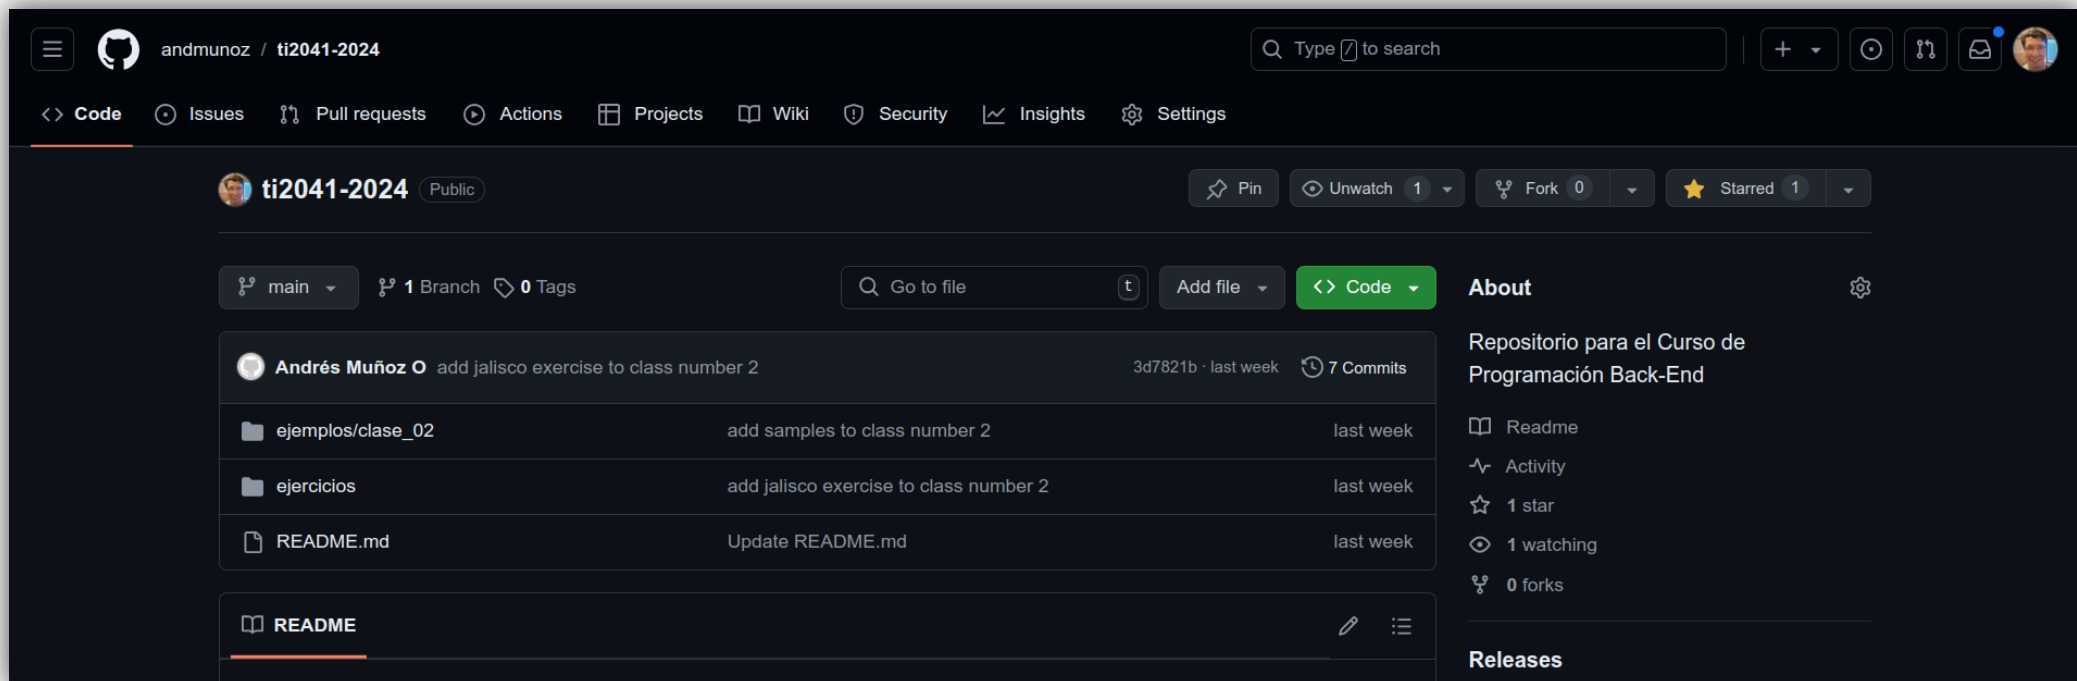 andmunoz / ti2041-2024
Type / to search
Code Issues Pull requests Actions Projects Wiki Security Insights Settings
ti2041-2024 Public
Pin Unwatch 1 Fork 0 Starred 1
main 1 Branch 0 Tags
Go to file t Add file Code
Andrés Muñoz O add jalisco exercise to class number 2 3d7821b · last week 7 Commits
ejemplos/clase_02 add samples to class number 2 last week
ejercicios add jalisco exercise to class number 2 last week
README.md Update README.md last week
README
About
Repositorio para el Curso de
Programación Back-End
Readme
Activity
1 star
1 watching
0 forks
Releases